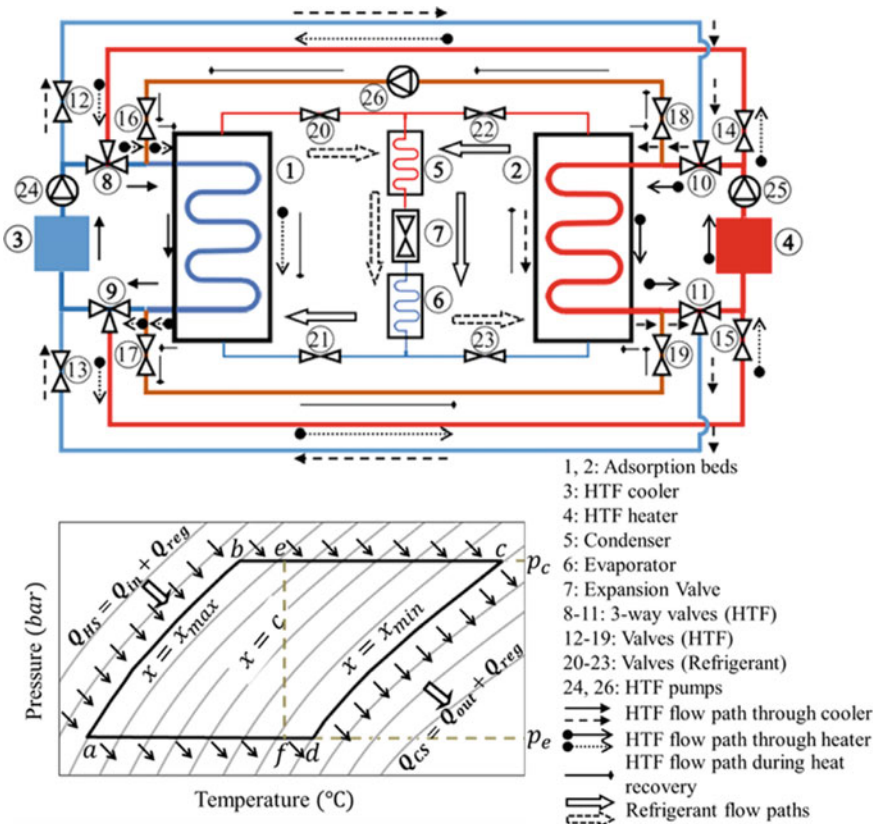 12
16
26
18
14
20
22
1
5
2
8
10
24
25
3
7
4
9
6
11
17
21
23
19
15
13
1, 2: Adsorption beds
3: HTF cooler
4: HTF heater
5: Condenser
6: Evaporator
7: Expansion Valve
8-11: 3-way valves (HTF)
12-19: Valves (HTF)
20-23: Valves (Refrigerant)
24, 26: HTF pumps
HTF flow path through cooler
HTF flow path through heater
HTF flow path during heat
recovery
Refrigerant flow paths
Pressure (bar)
Q_HS = Q_in + Q_reg
b
e
c
p_c
x = x_max
x = c
x = x_min
Q_CS = Q_out + Q_reg
a
f
d
p_e
Temperature (°C)